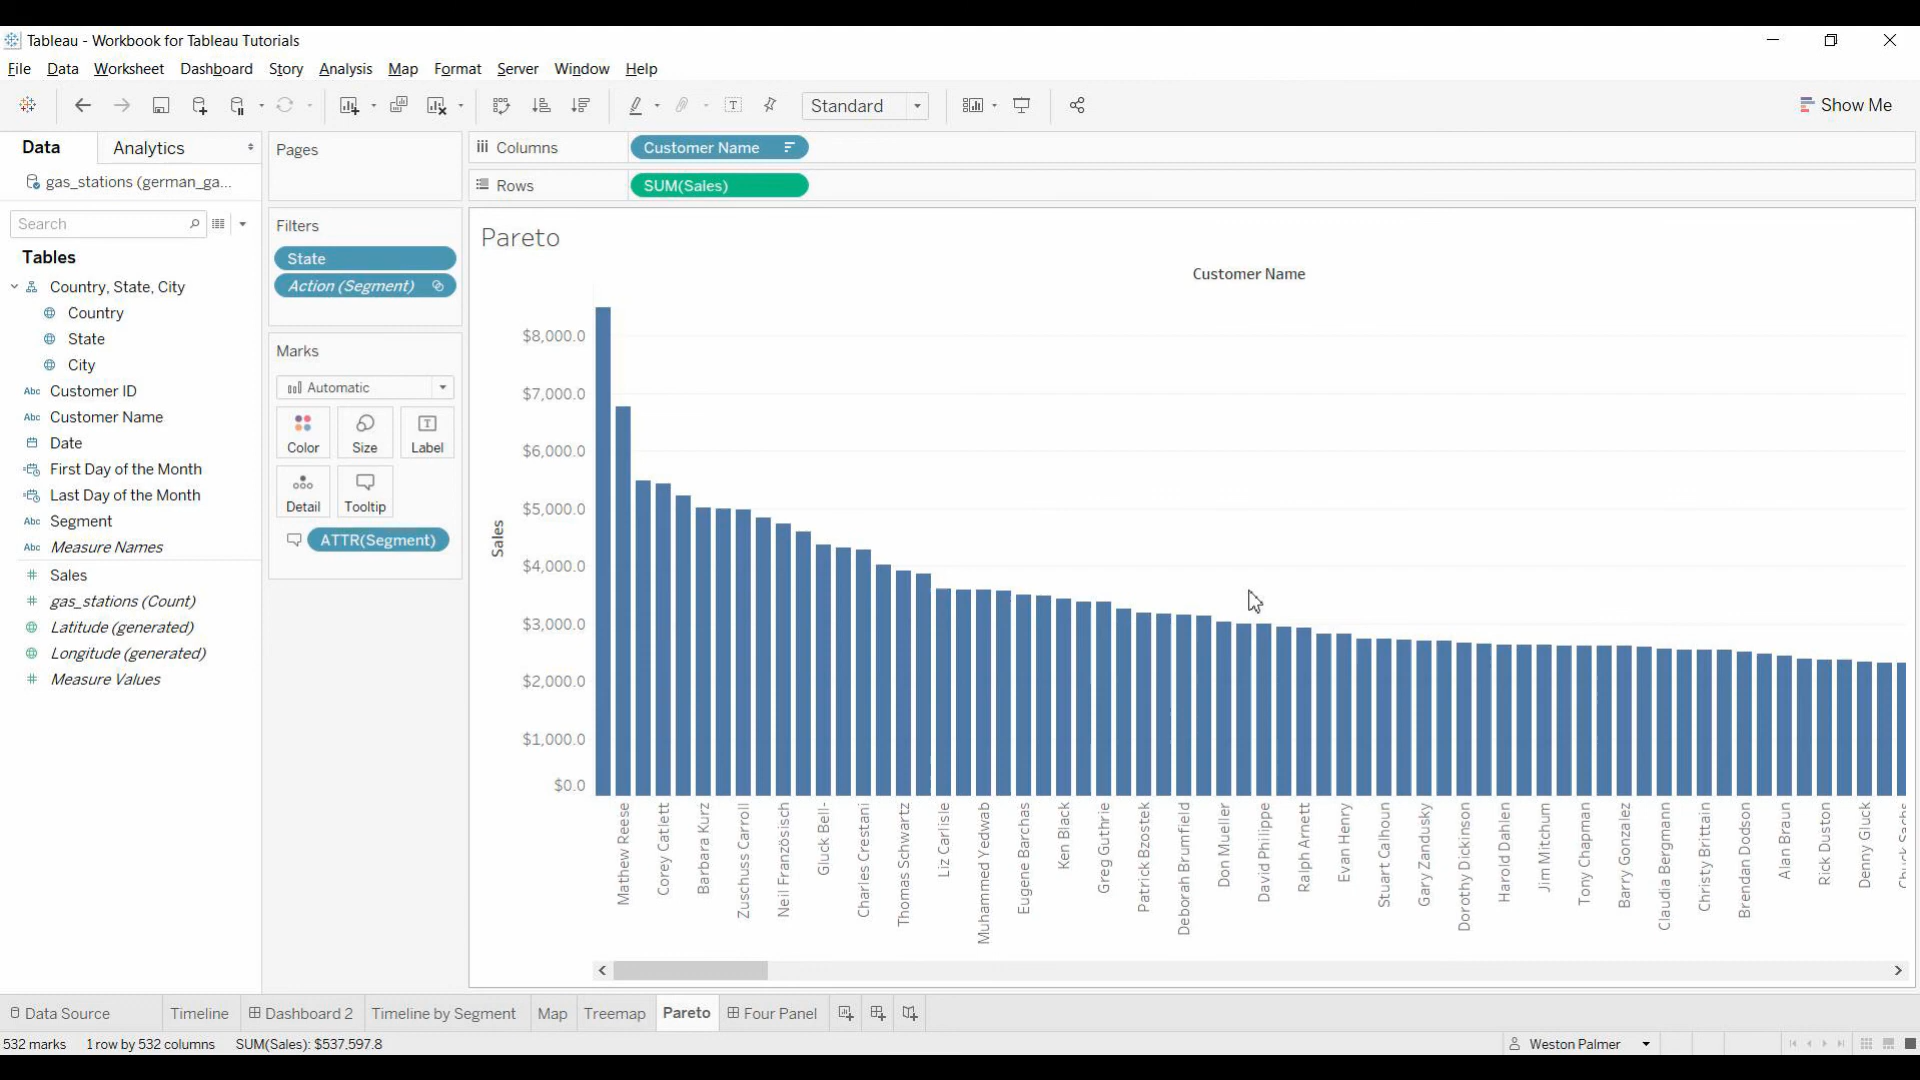 Tableau - Workbook for Tableau Tutorials
File Data Worksheet Dashboard Story Analysis Map Format Server Window Help
Standard
Show Me
Data
Analytics
gas_stations (german_ga...
Search
Tables
Country, State, City
Country
State
City
Abc Customer ID
Abc Customer Name
Date
First Day of the Month
Last Day of the Month
Abc Segment
Abc Measure Names
# Sales
# gas_stations (Count)
Latitude (generated)
Longitude (generated)
# Measure Values
Pages
Filters
State
Action (Segment)
Marks
Automatic
Color
Size
Label
Detail
Tooltip
ATTR(Segment)
Columns
Customer Name
Rows
SUM(Sales)
Pareto
Customer Name
Sales
$8,000.0
$7,000.0
$6,000.0
$5,000.0
$4,000.0
$3,000.0
$2,000.0
$1,000.0
$0.0
Mathew Reese
Corey Catlett
Barbara Kurz
Zuschuss Carroll
Neil Französisch
Gluck Bell-
Charles Crestani
Thomas Schwartz
Liz Carlisle
Muhammed Yedwab
Eugene Barchas
Ken Black
Greg Guthrie
Patrick Bzostek
Deborah Brumfield
Don Mueller
David Philippe
Ralph Arnett
Evan Henry
Stuart Calhoun
Gary Zandusky
Dorothy Dickinson
Harold Dahlen
Jim Mitchum
Tony Chapman
Barry Gonzalez
Claudia Bergmann
Christy Brittain
Brendan Dodson
Alan Braun
Rick Duston
Denny Gluck
Data Source
Timeline
Dashboard 2
Timeline by Segment
Map
Treemap
Pareto
Four Panel
532 marks
1 row by 532 columns
SUM(Sales): $537,597.8
Weston Palmer